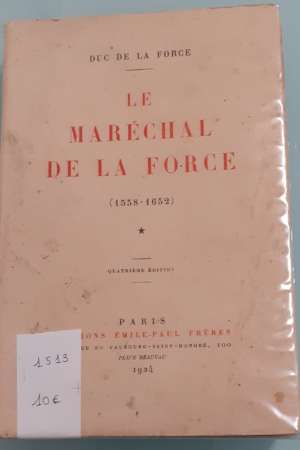 DUC DE LA FORCE
LE
MARÉCHAL
DE LA FORCE
(1558-1652)
★
QUATRIÈME ÉDITION
PARIS
ÉMILE-PAUL FRÈRES
SAINT-HONORÉ, 100
PLACE BEAUVAU
1924
1513
10€